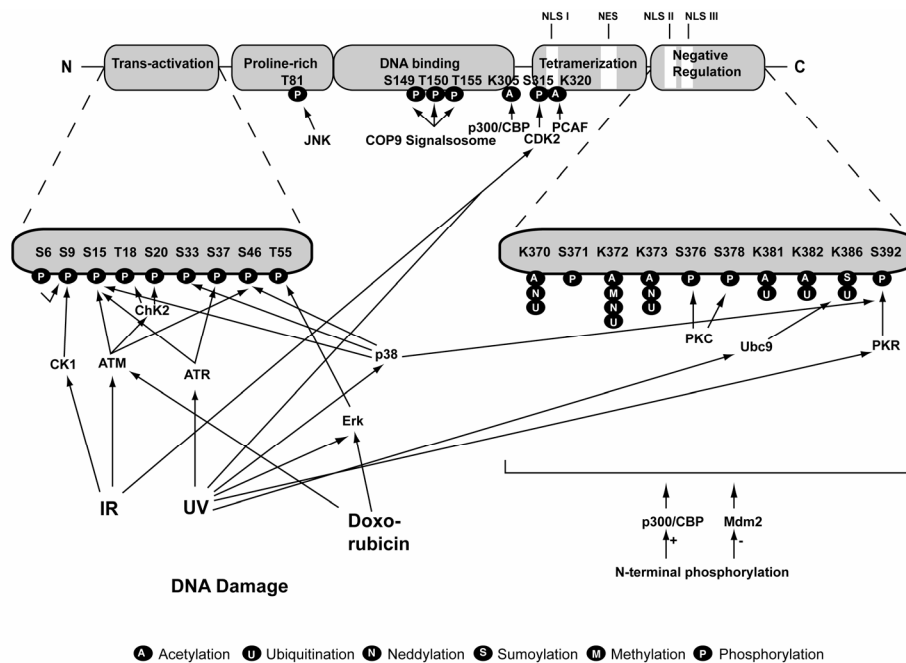 NLS I NES NLS II NLS III
N Trans-activation Proline-rich DNA binding Tetramerization Negative C
Regulation
T81 S149 T150 T155 K305 S315 K320
P P P P A P A
JNK COP9 Signalsosome p300/CBP CDK2 PCAF
S6 S9 S15 T18 S20 S33 S37 S46 T55
P P P P P P P P P
K370 S371 K372 K373 S376 S378 K381 K382 K386 S392
A P A A P P A A S P
N M N U U U
U N U
U
ChK2
CK1 ATM ATR p38 PKC Ubc9 PKR
Erk
IR UV Doxo-
rubicin
p300/CBP Mdm2
+ -
N-terminal phosphorylation
DNA Damage
A Acetylation U Ubiquitination N Neddylation S Sumoylation M Methylation P Phosphorylation